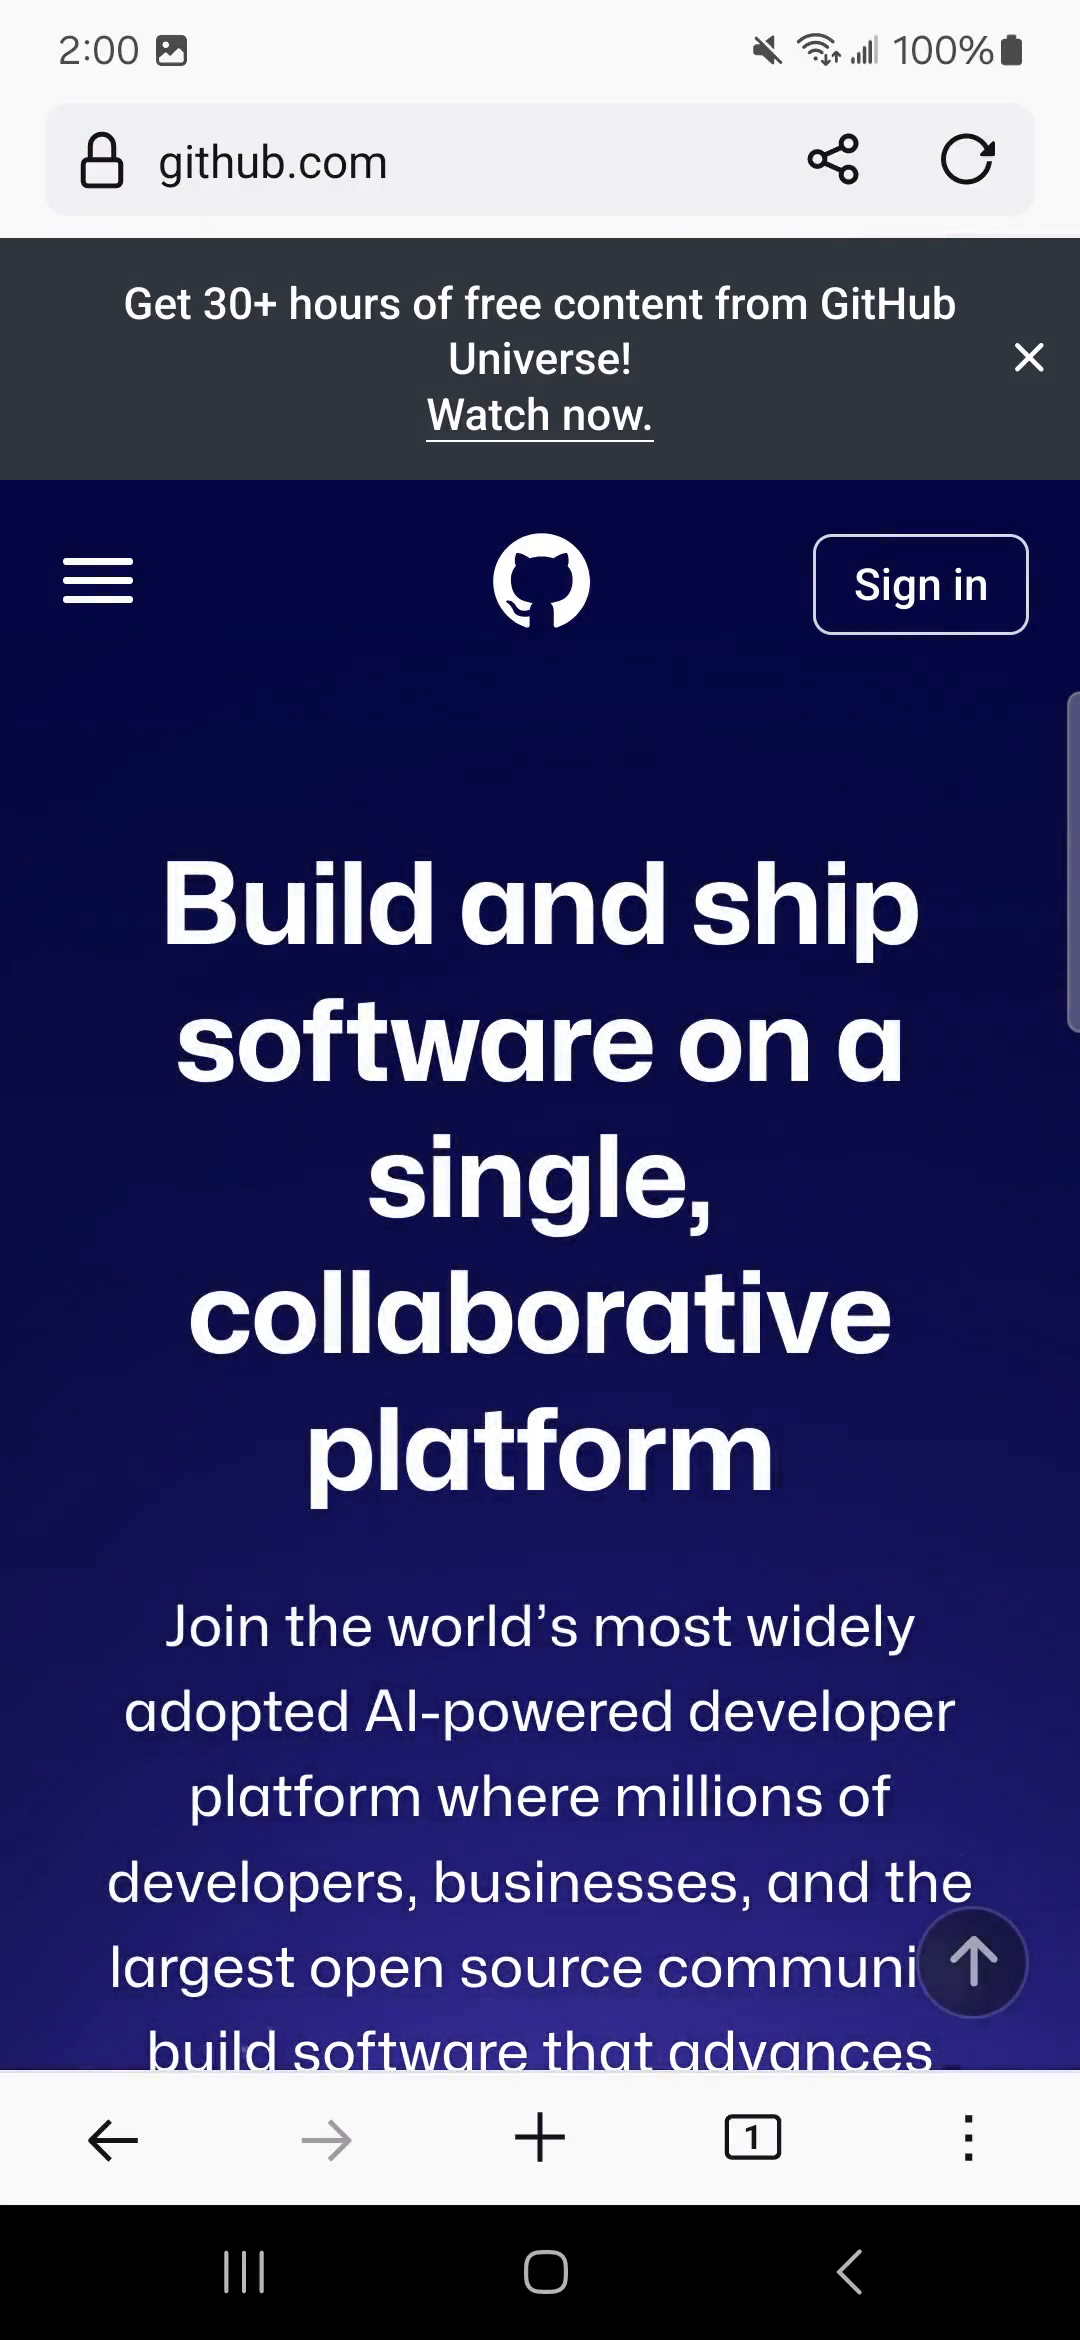 2:00
100%
github.com
Get 30+ hours of free content from GitHub
Universe!
Watch now.
Sign in
Build and ship
software on a
single,
collaborative
platform
Join the world’s most widely
adopted AI-powered developer
platform where millions of
developers, businesses, and the
largest open source communi
build software that advances
1